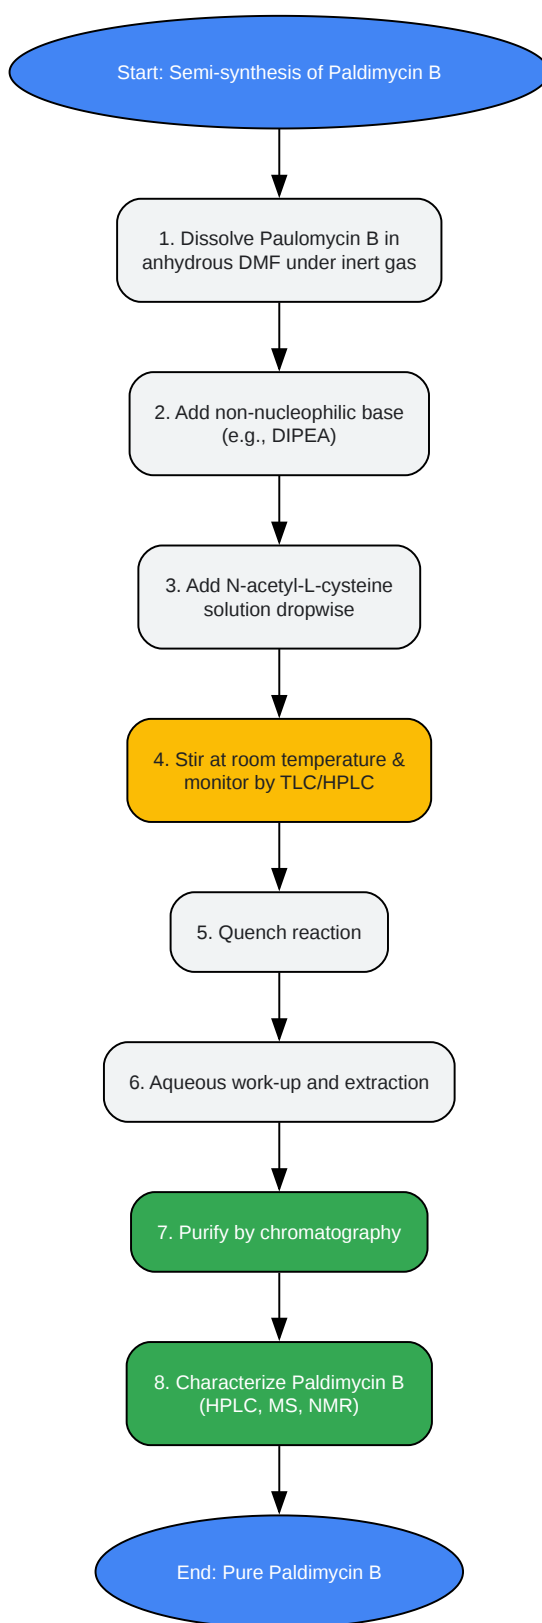 Start: Semi-synthesis of Paldimycin B
1. Dissolve Paulomycin B in
anhydrous DMF under inert gas
2. Add non-nucleophilic base
(e.g., DIPEA)
3. Add N-acetyl-L-cysteine
solution dropwise
4. Stir at room temperature &
monitor by TLC/HPLC
5. Quench reaction
6. Aqueous work-up and extraction
7. Purify by chromatography
8. Characterize Paldimycin B
(HPLC, MS, NMR)
End: Pure Paldimycin B